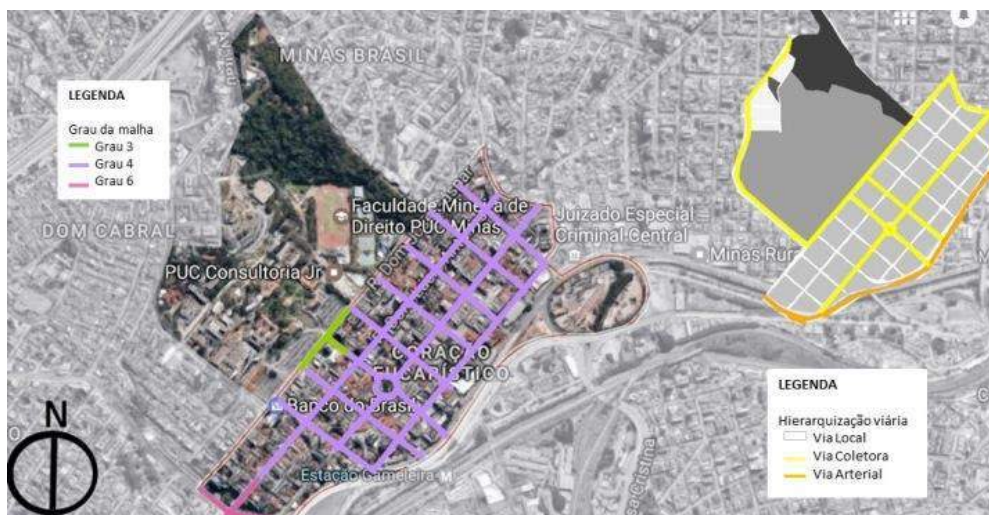 MINAS BRASIL
LEGENDA
Grau da malha
Grau 3
Grau 4
Grau 6
DOM CABRAL
Faculdade Mineira de
Direito PUC Minas
Juizado Especial
Criminal Central
PUC Consultoria Jr
CORAÇÃO
EUCARÍSTICO
Banco do Brasil
Estação Gameleira M
N
LEGENDA
Hierarquização viária
Via Local
Via Coletora
Via Arterial